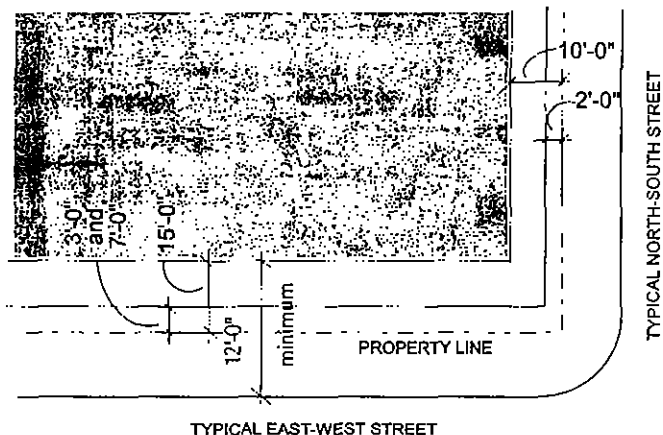 10'-0"
2'-0"
3'-0"
and
7'-0"
15'-0"
12'-0"
minimum
PROPERTY LINE
TYPICAL NORTH-SOUTH STREET
TYPICAL EAST-WEST STREET